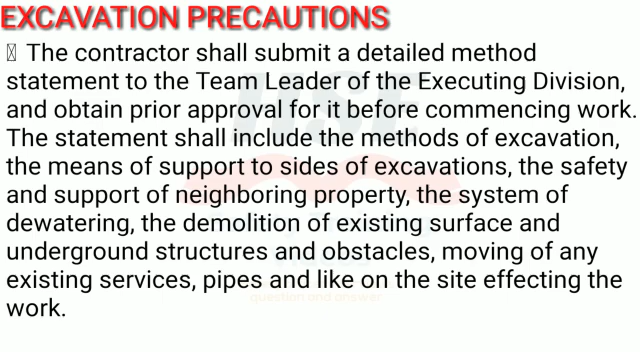 EXCAVATION PRECAUTIONS
The contractor shall submit a detailed method
statement to the Team Leader of the Executing Division,
and obtain prior approval for it before commencing work.
The statement shall include the methods of excavation,
the means of support to sides of excavations, the safety
and support of neighboring property, the system of
dewatering, the demolition of existing surface and
underground structures and obstacles, moving of any
existing services, pipes and like on the site effecting the
work.
HSE
question and answer